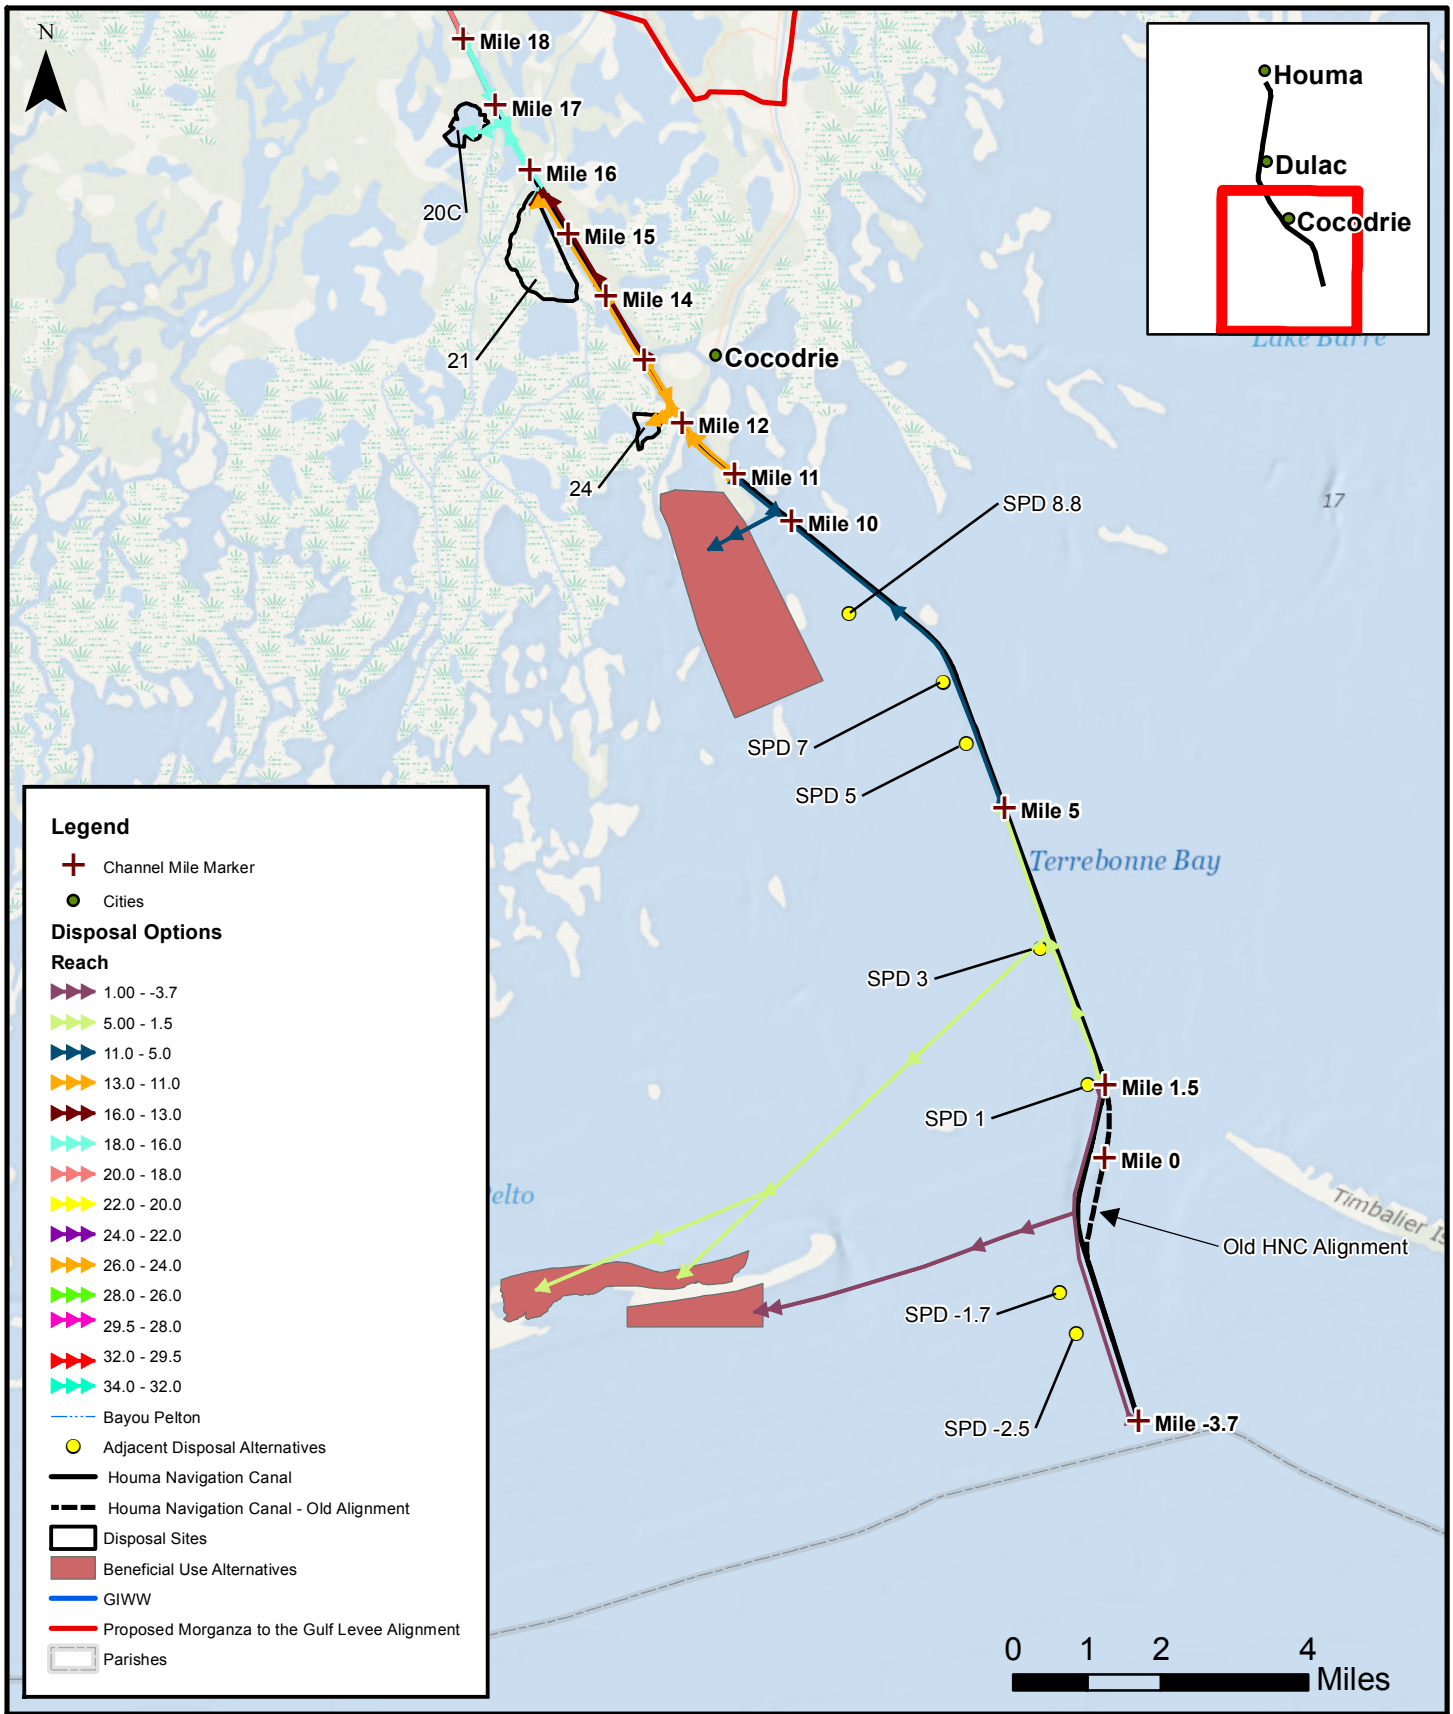 N
Mile 18
Mile 17
Mile 16
20C
Mile 15
Mile 14
21
Cocodrie
Mile 12
24
Mile 11
Mile 10
SPD 8.8
17
SPD 7
SPD 5
Mile 5
Terrebonne Bay
SPD 3
Mile 1.5
SPD 1
Mile 0
elto
Timbalier Is
Old HNC Alignment
SPD -1.7
SPD -2.5
Mile -3.7
Houma
Dulac
Cocodrie
Lake Barre
Legend
Channel Mile Marker
Cities
Disposal Options
Reach
1.00 - -3.7
5.00 - 1.5
11.0 - 5.0
13.0 - 11.0
16.0 - 13.0
18.0 - 16.0
20.0 - 18.0
22.0 - 20.0
24.0 - 22.0
26.0 - 24.0
28.0 - 26.0
29.5 - 28.0
32.0 - 29.5
34.0 - 32.0
Bayou Pelton
Adjacent Disposal Alternatives
Houma Navigation Canal
Houma Navigation Canal - Old Alignment
Disposal Sites
Beneficial Use Alternatives
GIWW
Proposed Morganza to the Gulf Levee Alignment
Parishes
0 1 2 4
Miles